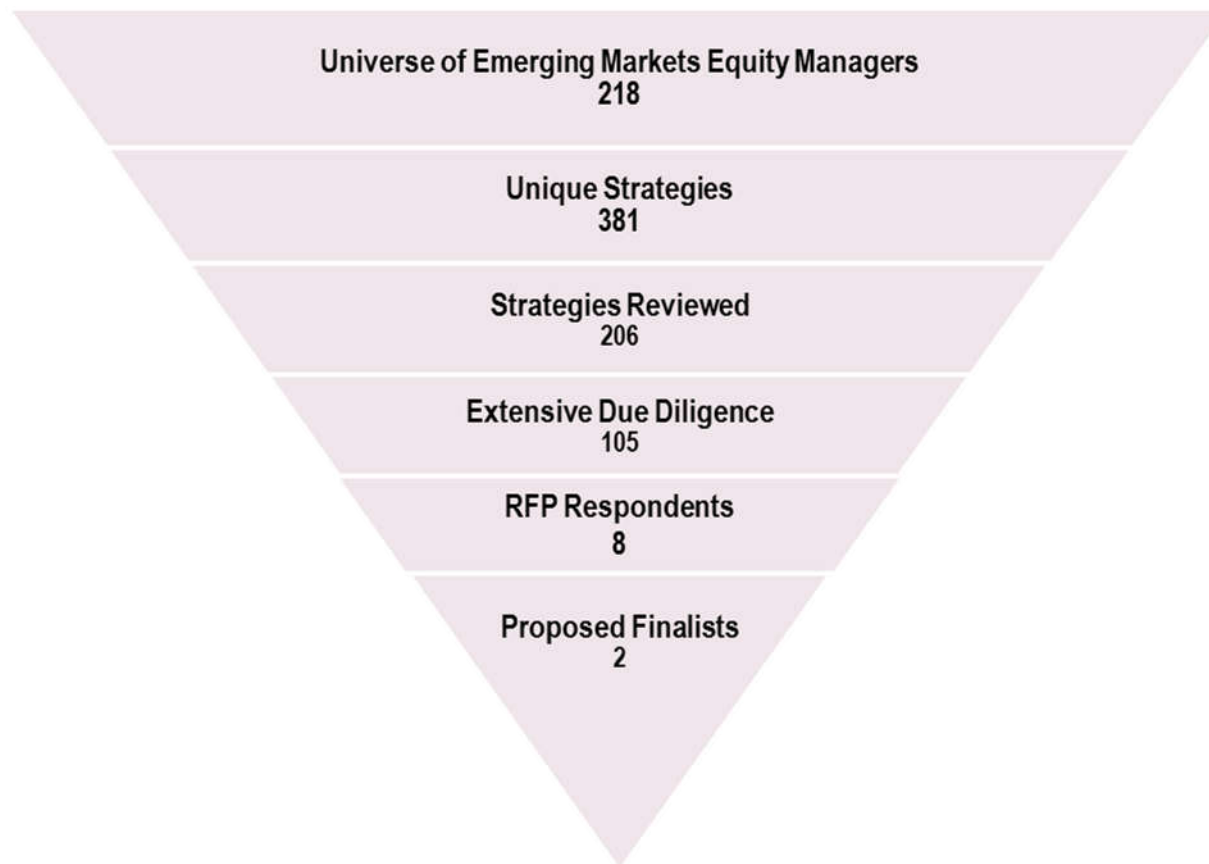 Universe of Emerging Markets Equity Managers
218
Unique Strategies
381
Strategies Reviewed
206
Extensive Due Diligence
105
RFP Respondents
8
Proposed Finalists
2